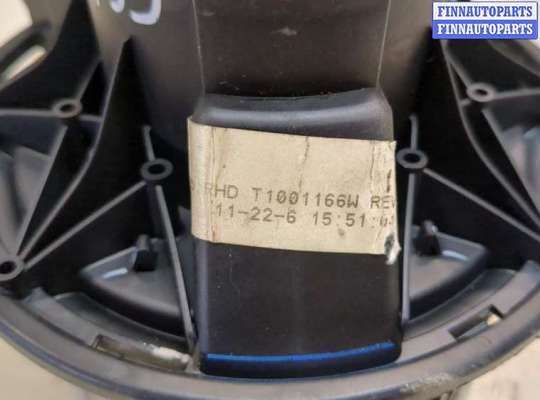 FINNAUTOPARTS
FINNAUTOPARTS
RHD T1001166W REV
11-22-6 15:51: